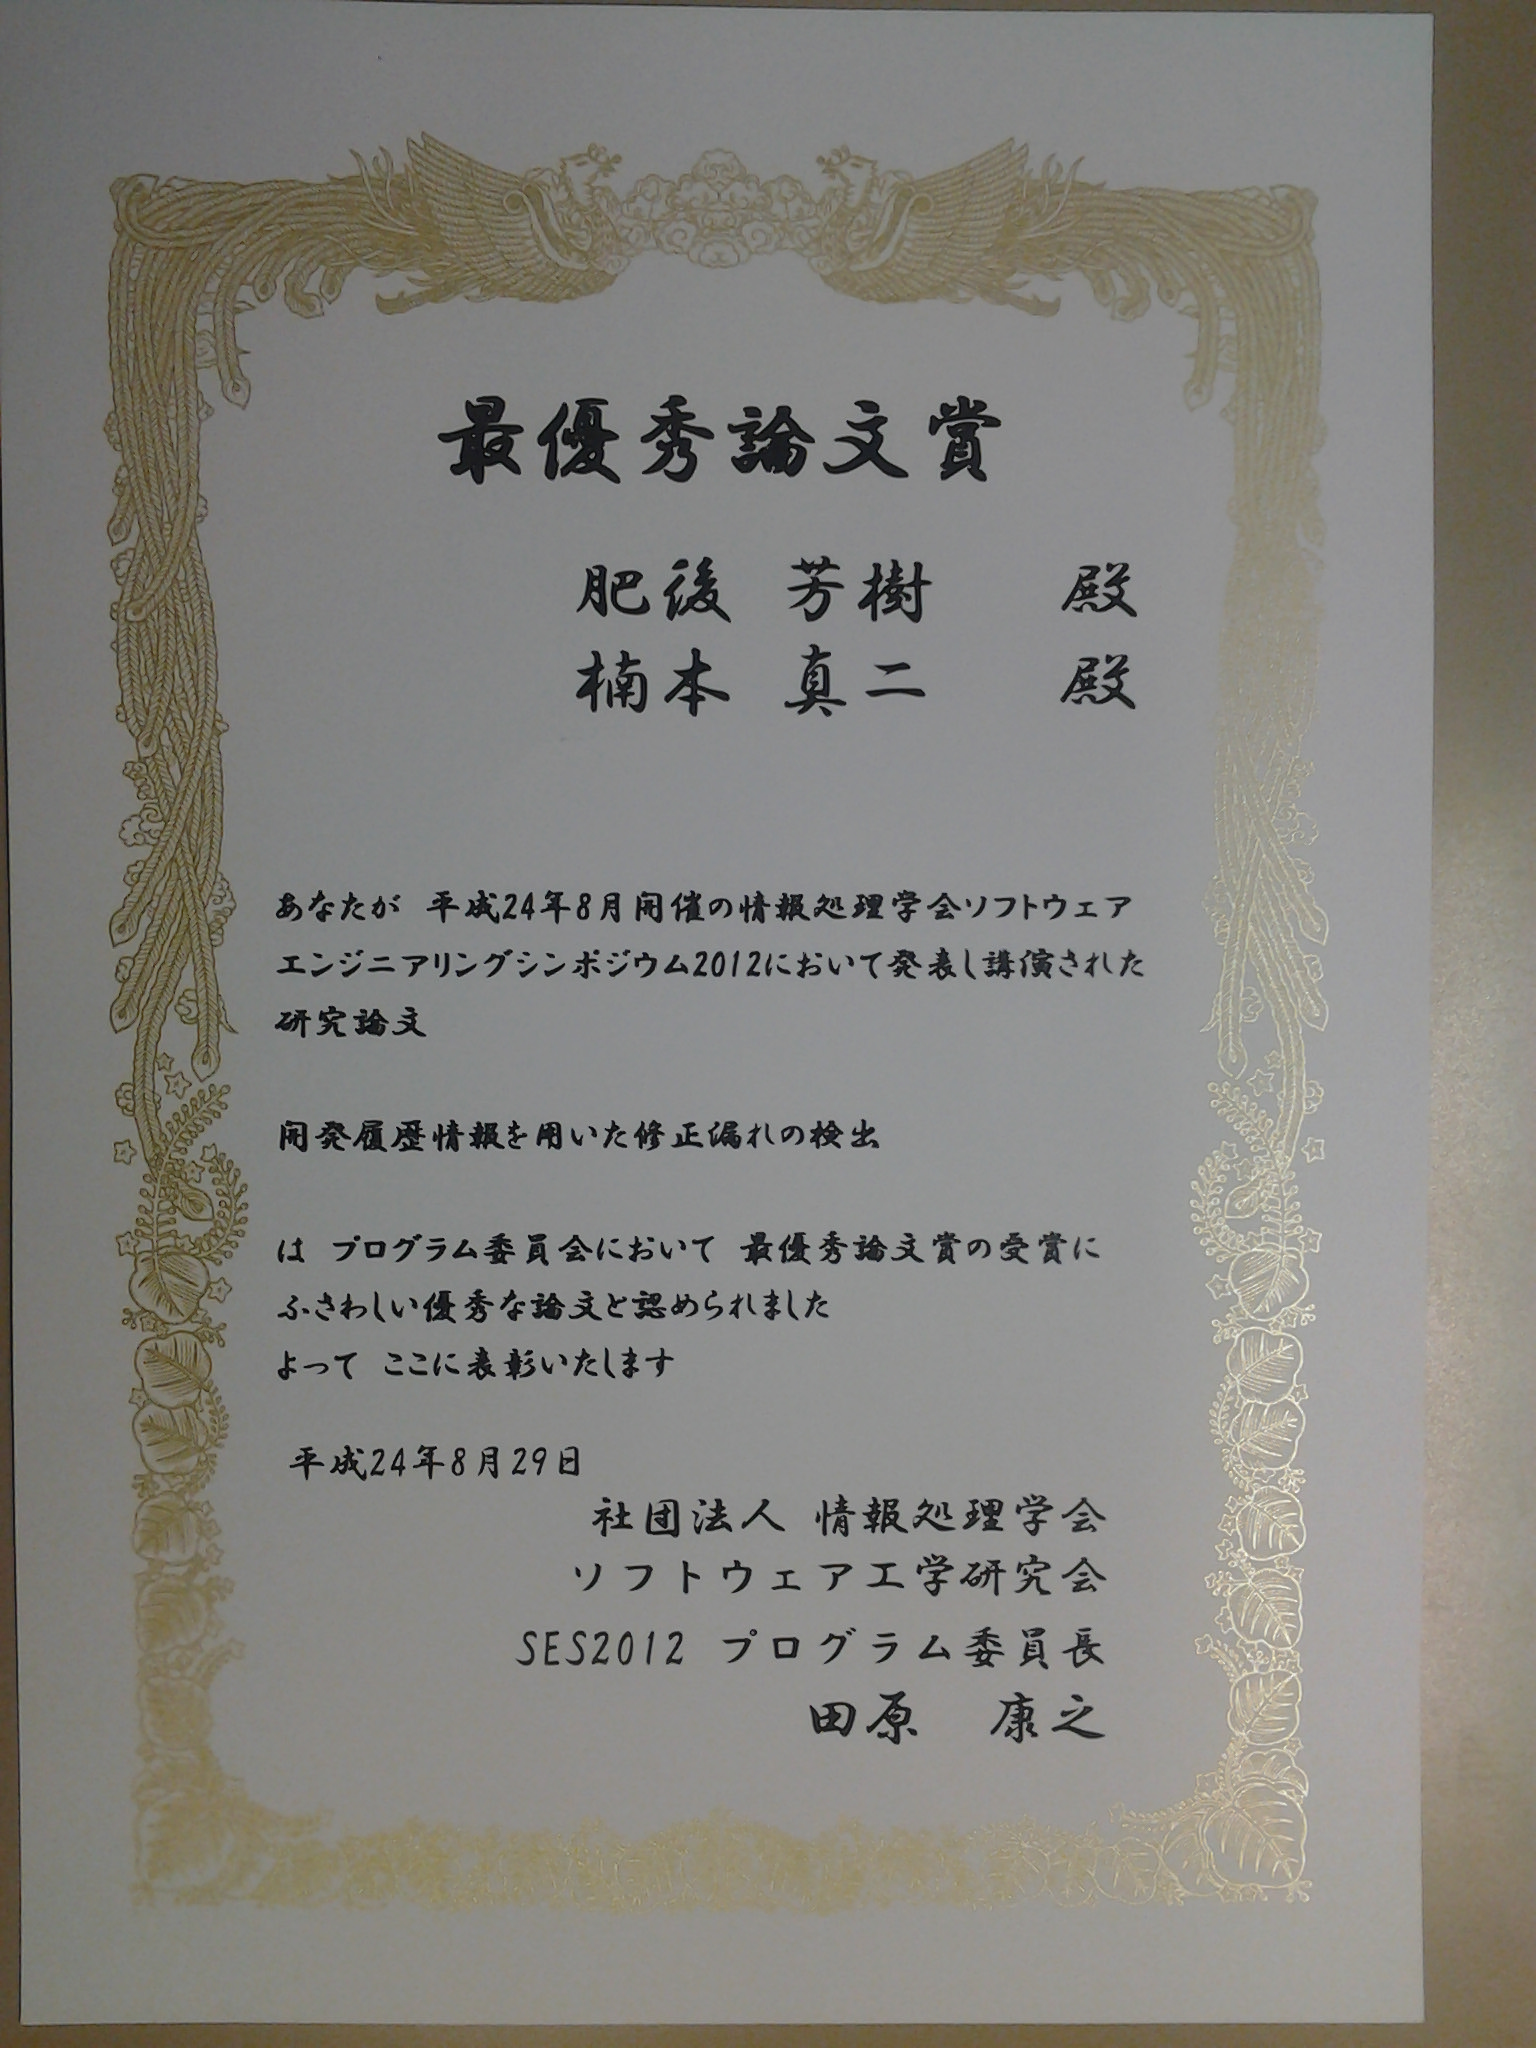 最優秀論文賞
肥後 芳樹 殿
楠本 真二 殿
あなたが 平成24年8月開催の情報処理学会ソフトウェア
エンジニアリングシンポジウム2012において発表し講演された
研究論文
開発履歴情報を用いた修正漏れの検出
は プログラム委員会において 最優秀論文賞の受賞に
ふさわしい優秀な論文と認められました
よって ここに表彰いたします
平成24年8月29日
社団法人 情報処理学会
ソフトウェア工学研究会
SES2012 プログラム委員長
田原 康之